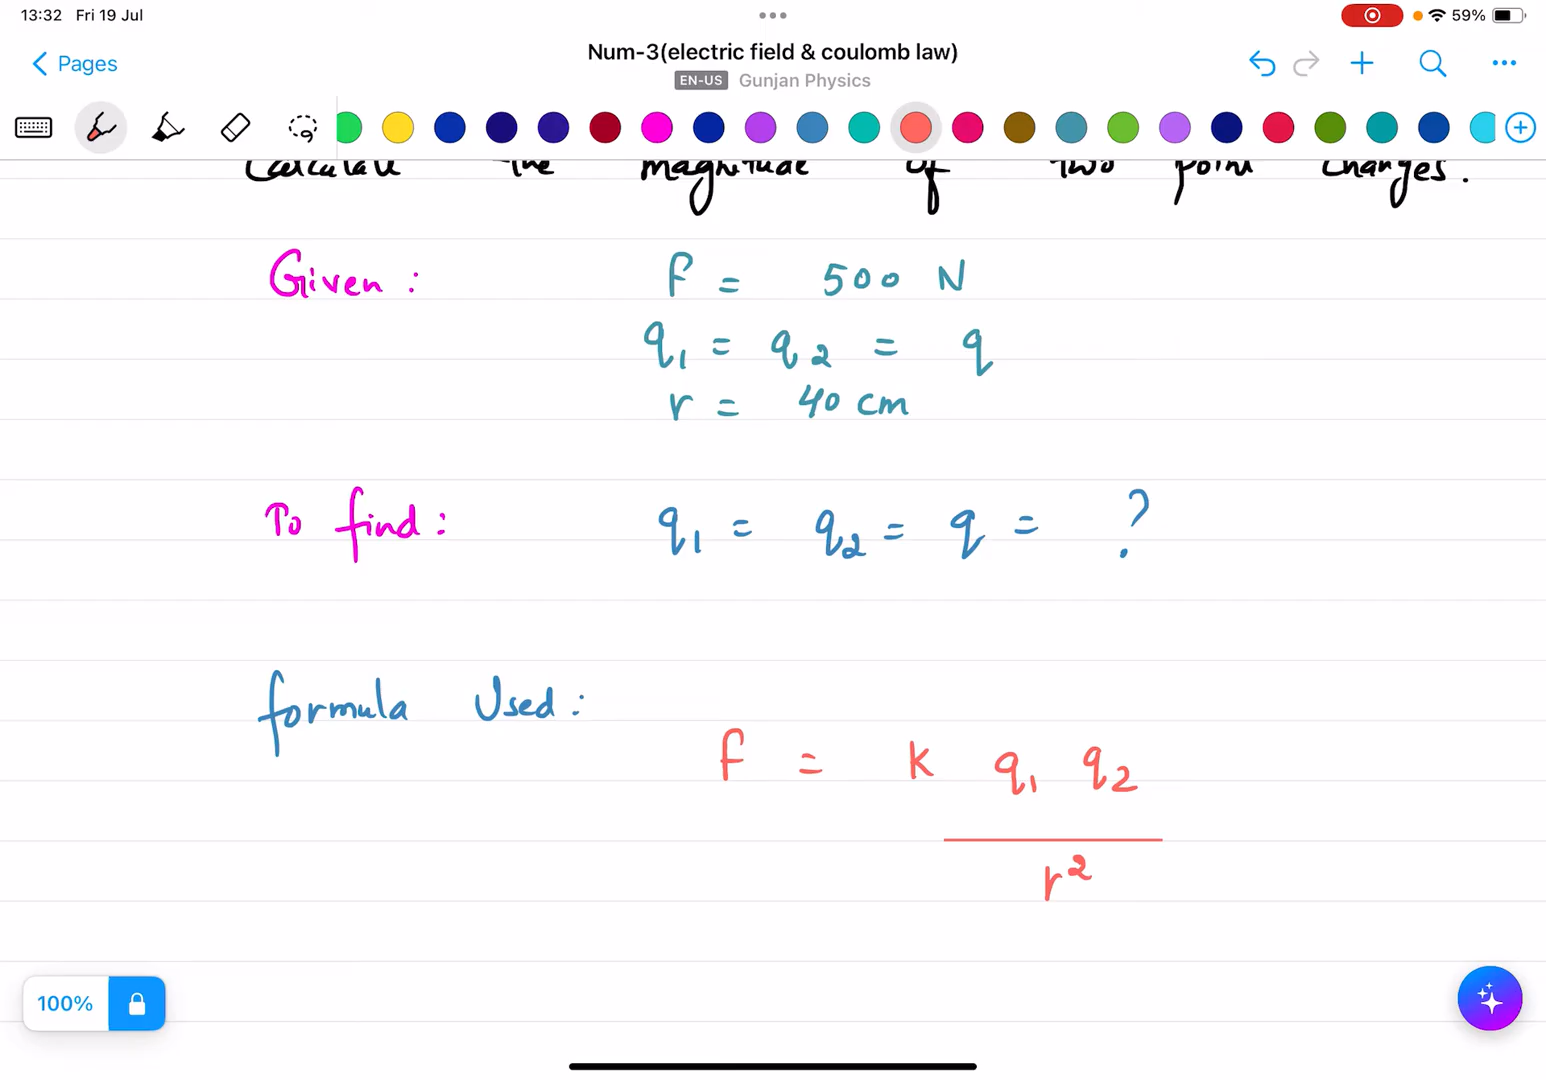 13:32 Fri 19 Jul
59%
Pages
Num-3(electric field & coulomb law)
EN-US Gunjan Physics
Calculate the magnitude of two point charges.
Given : F = 500 N
q₁ = q₂ = q
r = 40 cm
To find: q₁ = q₂ = q = ?
formula Used :
F = K q₁ q₂
r²
100%